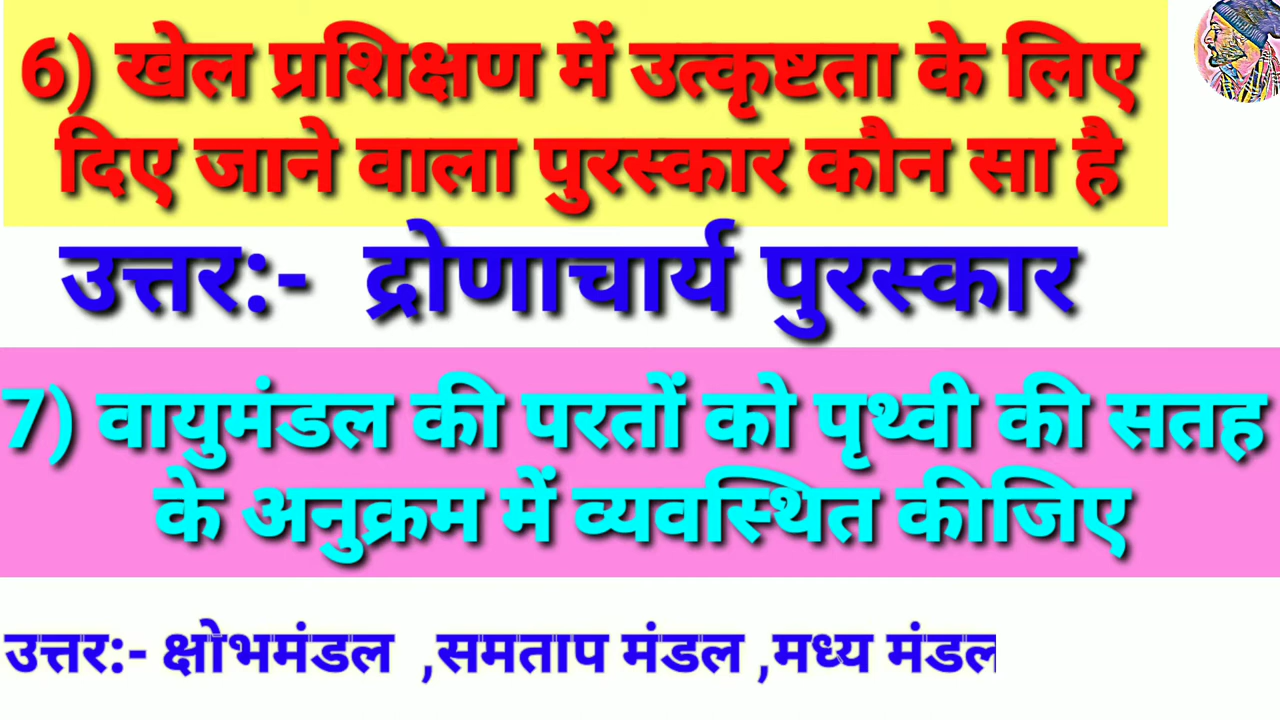 6) खेल प्रशिक्षण में उत्कृष्टता के लिए
दिए जाने वाला पुरस्कार कौन सा है
उत्तर:- द्रोणाचार्य पुरस्कार
7) वायुमंडल की परतों को पृथ्वी की सतह
के अनुक्रम में व्यवस्थित कीजिए
उत्तर:- क्षोभमंडल ,समताप मंडल ,मध्य मंडल